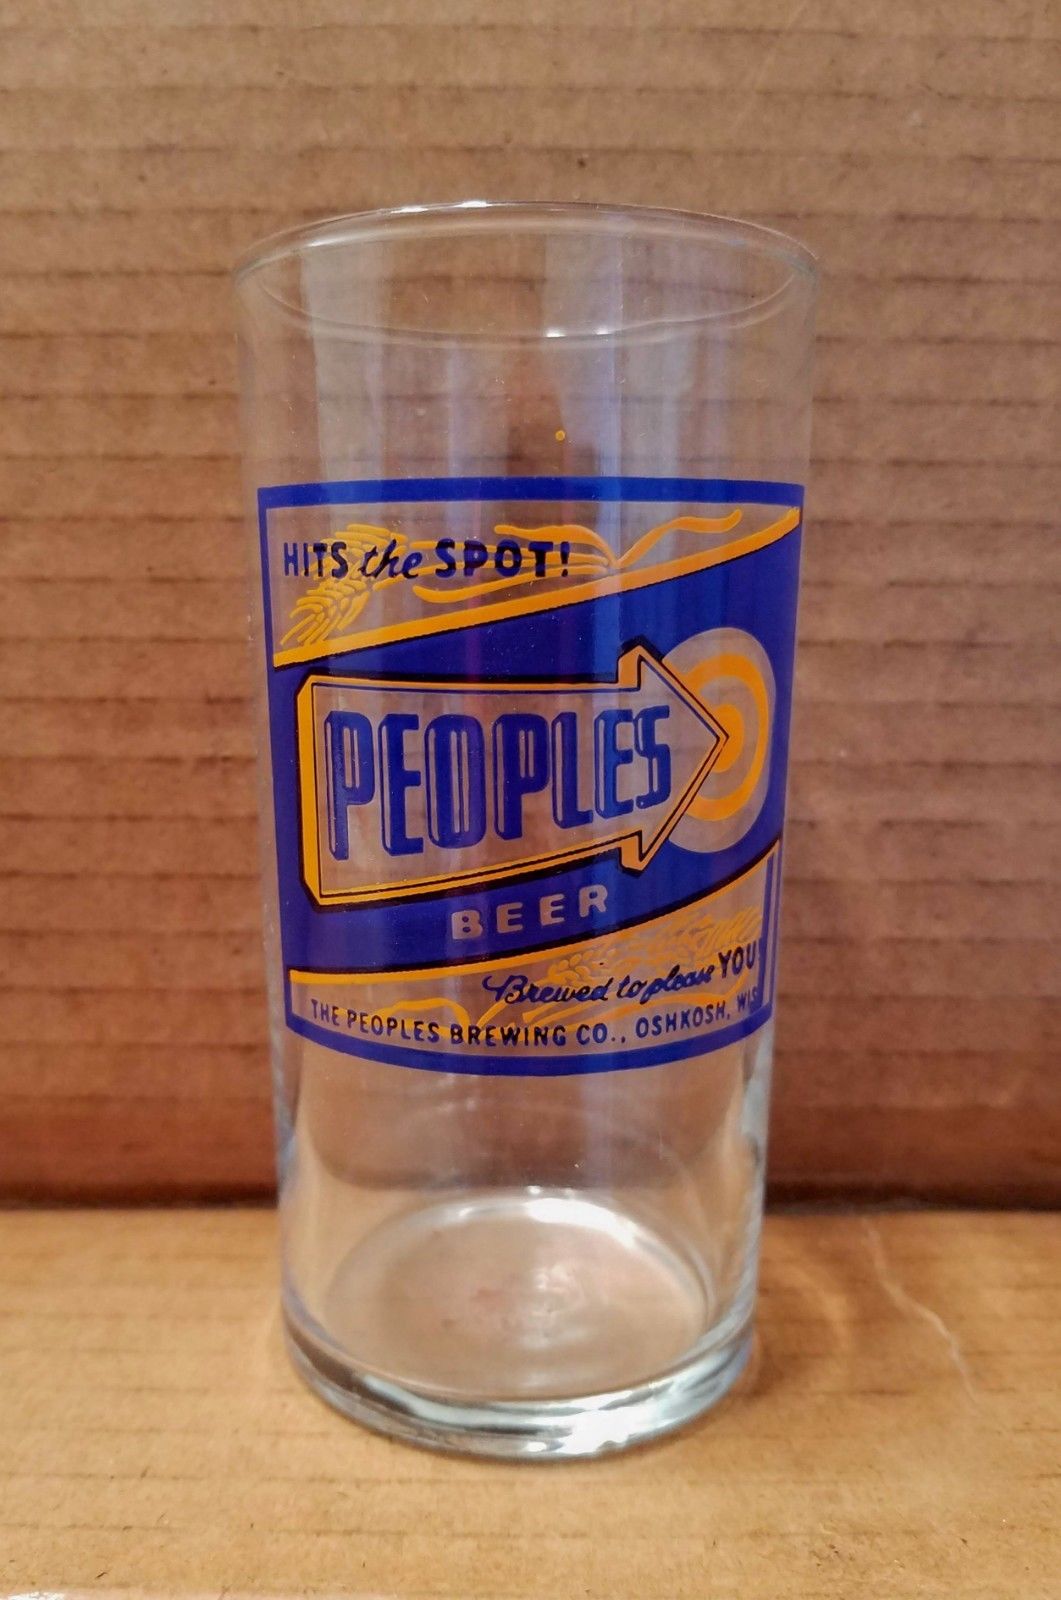 HITS the SPOT!
PEOPLES
BEER
Brewed to please YOU
THE PEOPLES BREWING CO., OSHKOSH, WIS.